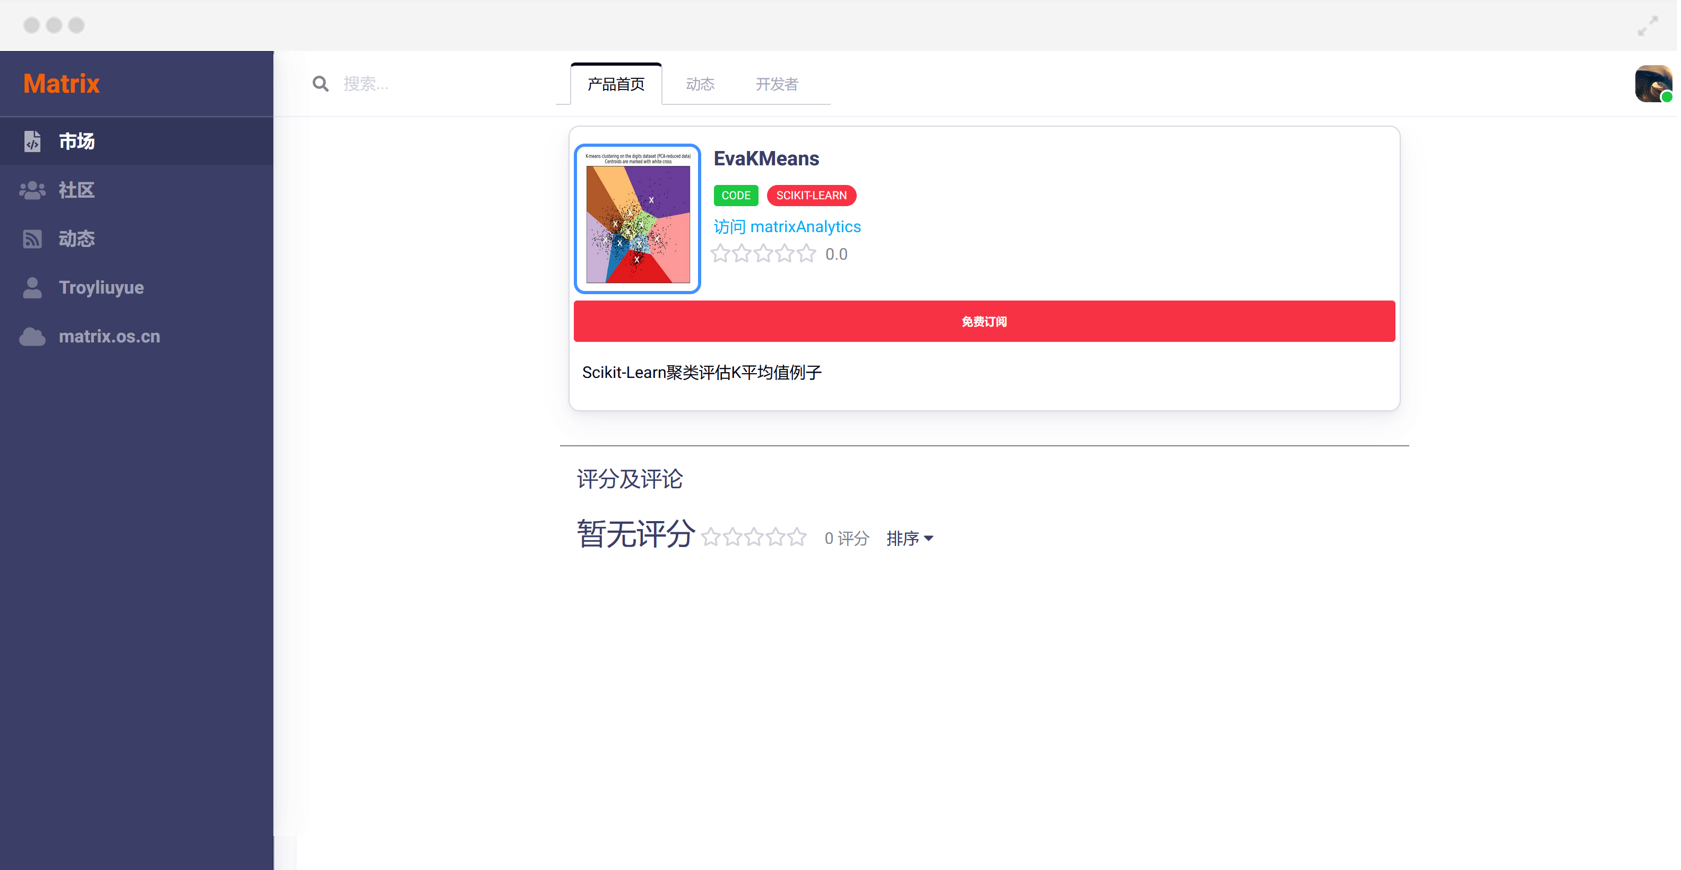 Matrix
搜索...
产品首页
动态
开发者
市场
社区
动态
Troyliuyue
matrix.os.cn
K-means clustering on the digits dataset (PCA-reduced data)
Centroids are marked with white cross
EvaKMeans
CODE
SCIKIT-LEARN
访问 matrixAnalytics
0.0
免费订阅
Scikit-Learn聚类评估K平均值例子
评分及评论
暂无评分
0 评分
排序